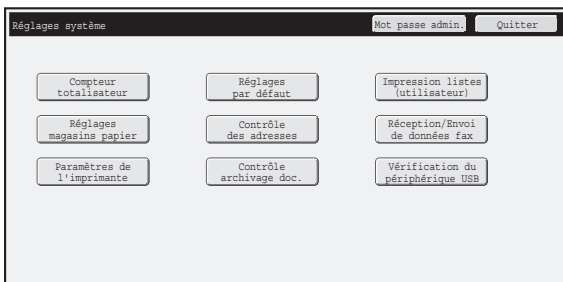 Réglages système
Mot passe admin.
Quitter
Compteur
totalisateur
Réglages
par défaut
Impression listes
(utilisateur)
Réglages
magasins papier
Contrôle
des adresses
Réception/Envoi
de données fax
Paramètres de
l'imprimante
Contrôle
archivage doc.
Vérification du
périphérique USB